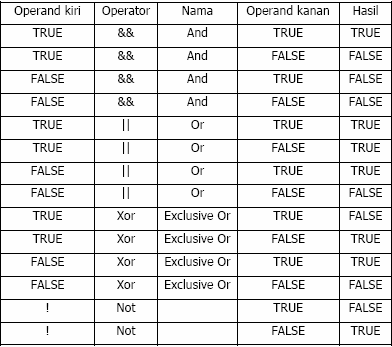 Operand kiri Operator Nama Operand kanan Hasil
TRUE && And TRUE TRUE
TRUE && And FALSE FALSE
FALSE && And TRUE FALSE
FALSE && And FALSE FALSE
TRUE || Or TRUE TRUE
TRUE || Or FALSE TRUE
FALSE || Or TRUE TRUE
FALSE || Or FALSE FALSE
TRUE Xor Exclusive Or TRUE FALSE
TRUE Xor Exclusive Or FALSE TRUE
FALSE Xor Exclusive Or TRUE TRUE
FALSE Xor Exclusive Or FALSE FALSE
! Not TRUE FALSE
! Not FALSE TRUE